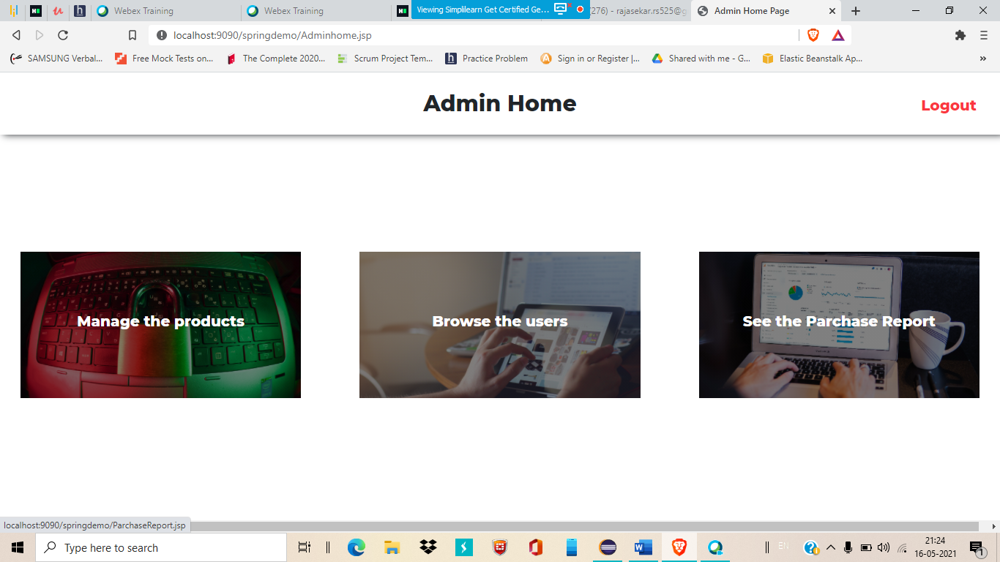 Webex Training
Webex Training
Viewing Simplilearn Get Certified Ge...
(276) - rajasekar.rs525@g
Admin Home Page
localhost:9090/springdemo/Adminhome.jsp
SAMSUNG Verbal...
Free Mock Tests on...
The Complete 2020...
Scrum Project Tem...
Practice Problem
Sign in or Register |...
Shared with me - G...
Elastic Beanstalk Ap...
»
Admin Home
Logout
Manage the products
Browse the users
See the Parchase Report
localhost:9090/springdemo/ParchaseReport.jsp
Type here to search
EN
21:24
16-05-2021
1